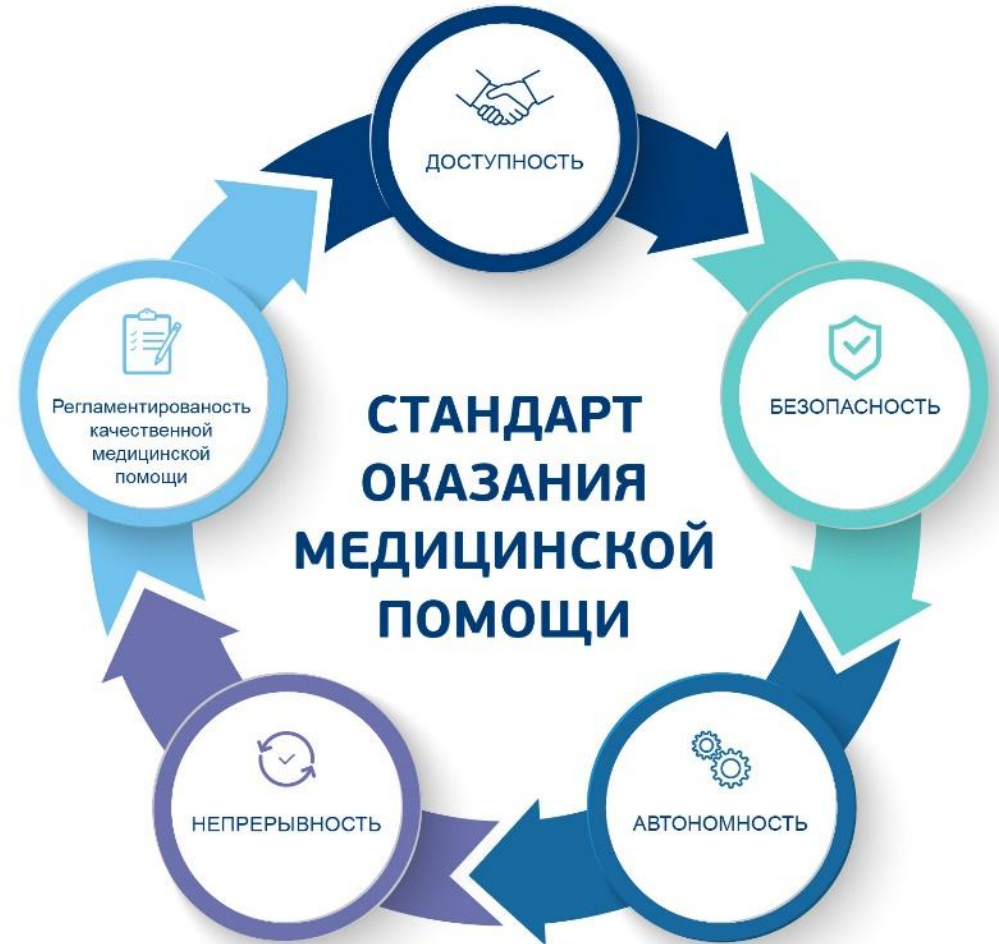 ДОСТУПНОСТЬ
БЕЗОПАСНОСТЬ
АВТОНОМНОСТЬ
НЕПРЕРЫВНОСТЬ
Регламентированость
качественной
медицинской
помощи
СТАНДАРТ
ОКАЗАНИЯ
МЕДИЦИНСКОЙ
ПОМОЩИ